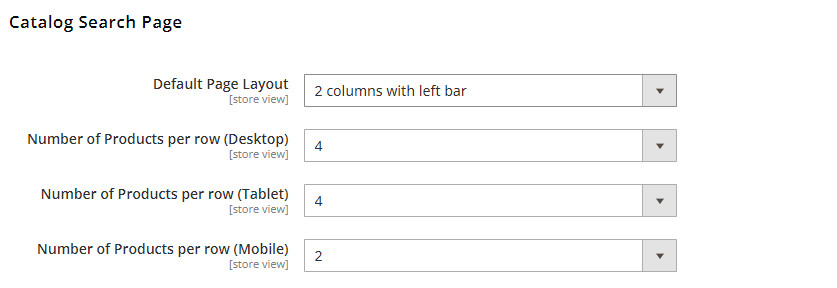 Catalog Search Page
Default Page Layout
[store view]
2 columns with left bar
Number of Products per row (Desktop)
[store view]
4
Number of Products per row (Tablet)
[store view]
4
Number of Products per row (Mobile)
[store view]
2